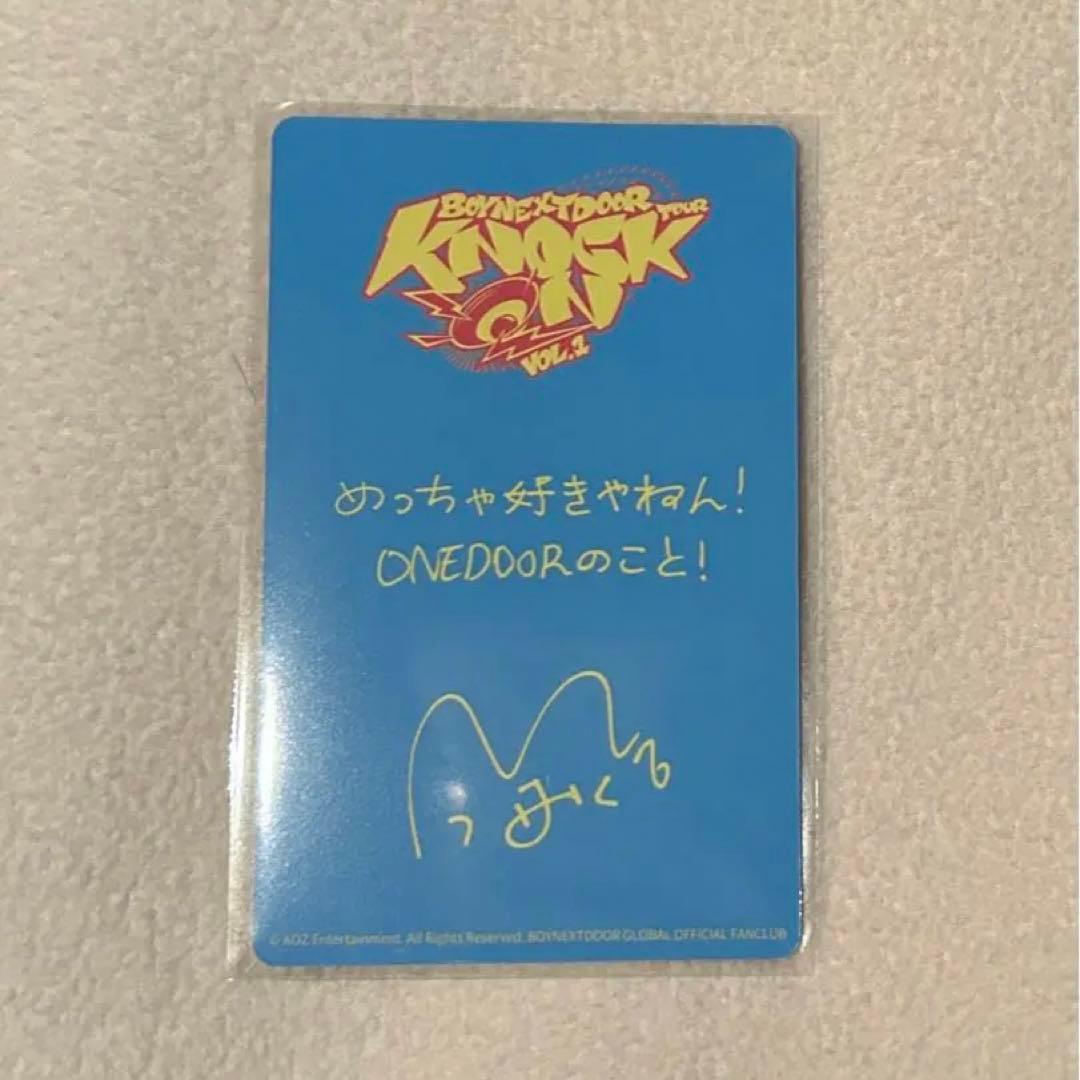 BOYNEXTDOOR TOUR
KNOCK
ON
VOL.1
めっちゃ好きやねん!
ONEDOORのこと!
© KOZ Entertainment. All Rights Reserved. BOYNEXTDOOR GLOBAL OFFICIAL FANCLUB